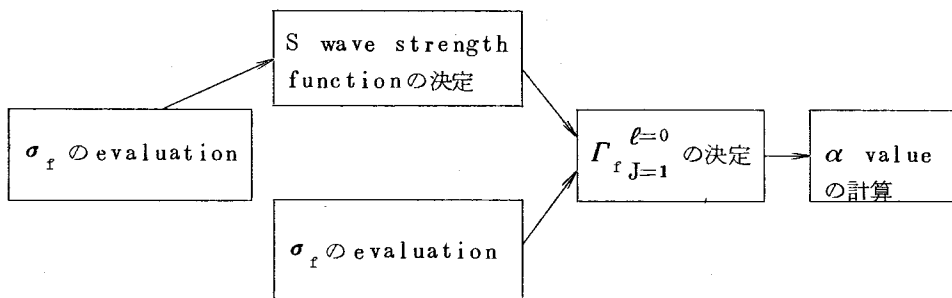 S wave strength
functionの決定
σf のevaluation
σf のevaluation
Γf ℓ=0 J=1 の決定
α value
の計算